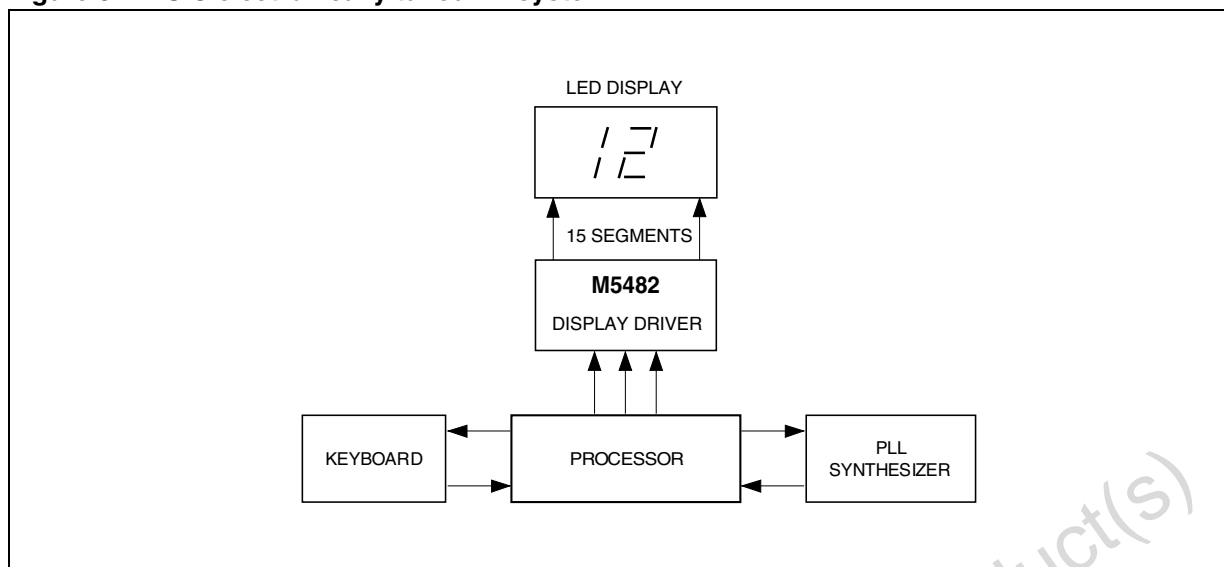 LED DISPLAY
12
15 SEGMENTS
M5482
DISPLAY DRIVER
KEYBOARD
PROCESSOR
PLL
SYNTHESIZER